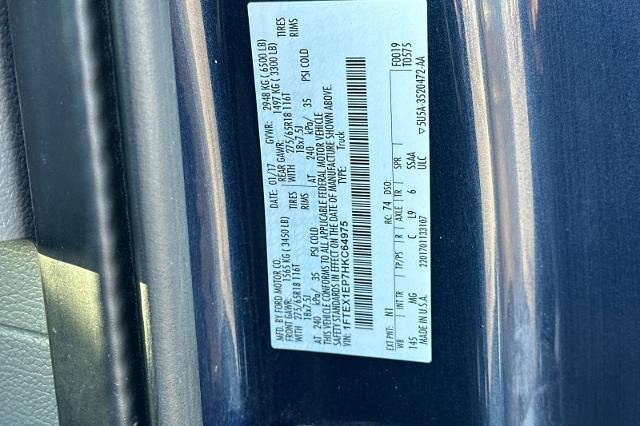 MFD. BY FORD MOTOR CO. DATE: 01/17 GVWR: 2948 KG ( 6500 LB)
FRONT GAWR: 1565 KG ( 3450 LB) REAR GAWR: 1497 KG ( 3300 LB)
WITH 275/65R18 116T TIRES WITH 275/65R18 116T TIRES
18x7.5J RIMS 18x7.5J RIMS
AT 240 kPa/ 35 PSI COLD AT 240 kPa/ 35 PSI COLD
THIS VEHICLE CONFORMS TO ALL APPLICABLE FEDERAL MOTOR VEHICLE
SAFETY STANDARDS IN EFFECT ON THE DATE OF MANUFACTURE SHOWN ABOVE.
VIN: 1FTEX1EP7HKC64975 TYPE: Truck
EXT PNT: N1 RC: 74 DSO: F0019
WB INT TR TP/PS R AXLE TR SPR T0575
145 MG C L9 6 SSAA
MADE IN U.S.A. 2201701133107 ULC ▽5U5A-3520472-AA